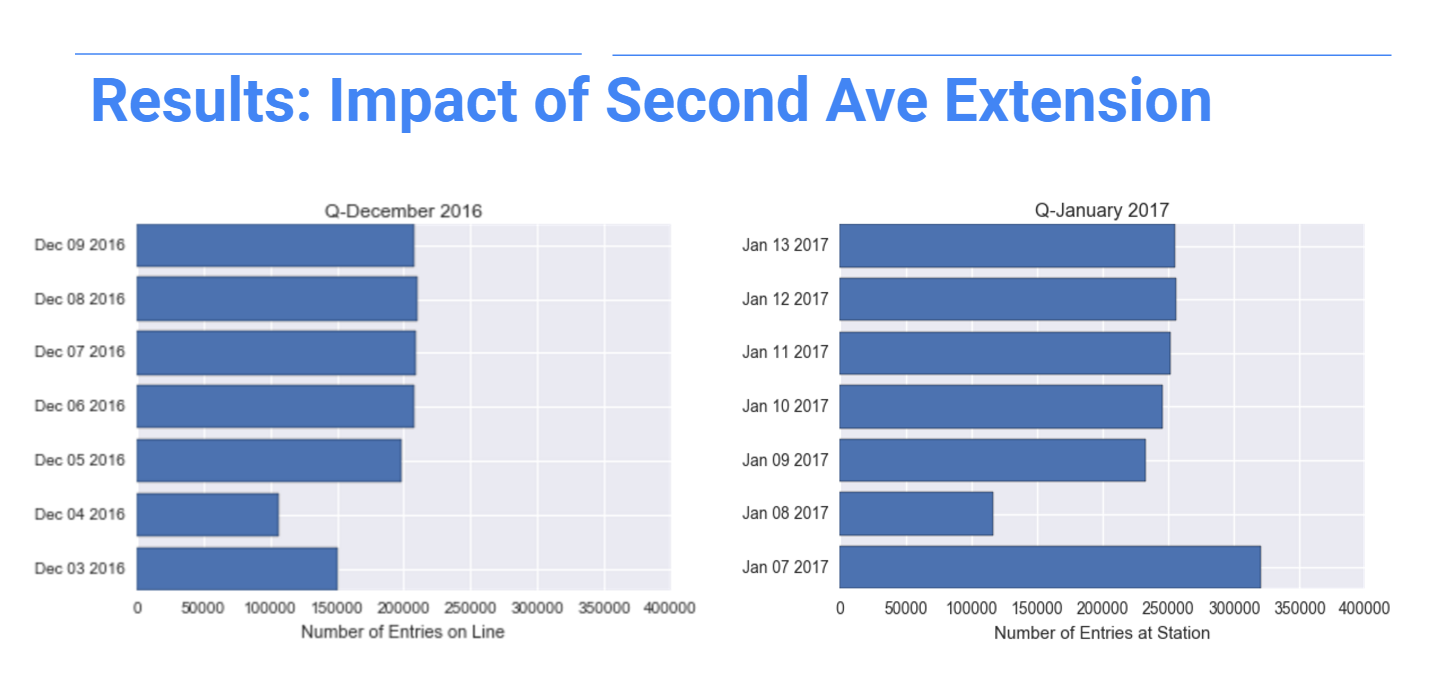 Results: Impact of Second Ave Extension
Q-December 2016
Dec 09 2016
Dec 08 2016
Dec 07 2016
Dec 06 2016
Dec 05 2016
Dec 04 2016
Dec 03 2016
0 50000 100000 150000 200000 250000 300000 350000 400000
Number of Entries on Line
Q-January 2017
Jan 13 2017
Jan 12 2017
Jan 11 2017
Jan 10 2017
Jan 09 2017
Jan 08 2017
Jan 07 2017
0 50000 100000 150000 200000 250000 300000 350000 400000
Number of Entries at Station